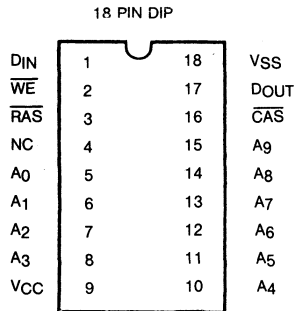 18 PIN DIP
DIN 1 18 VSS
WE 2 17 DOUT
RAS 3 16 CAS
NC 4 15 A9
A0 5 14 A8
A1 6 13 A7
A2 7 12 A6
A3 8 11 A5
VCC 9 10 A4